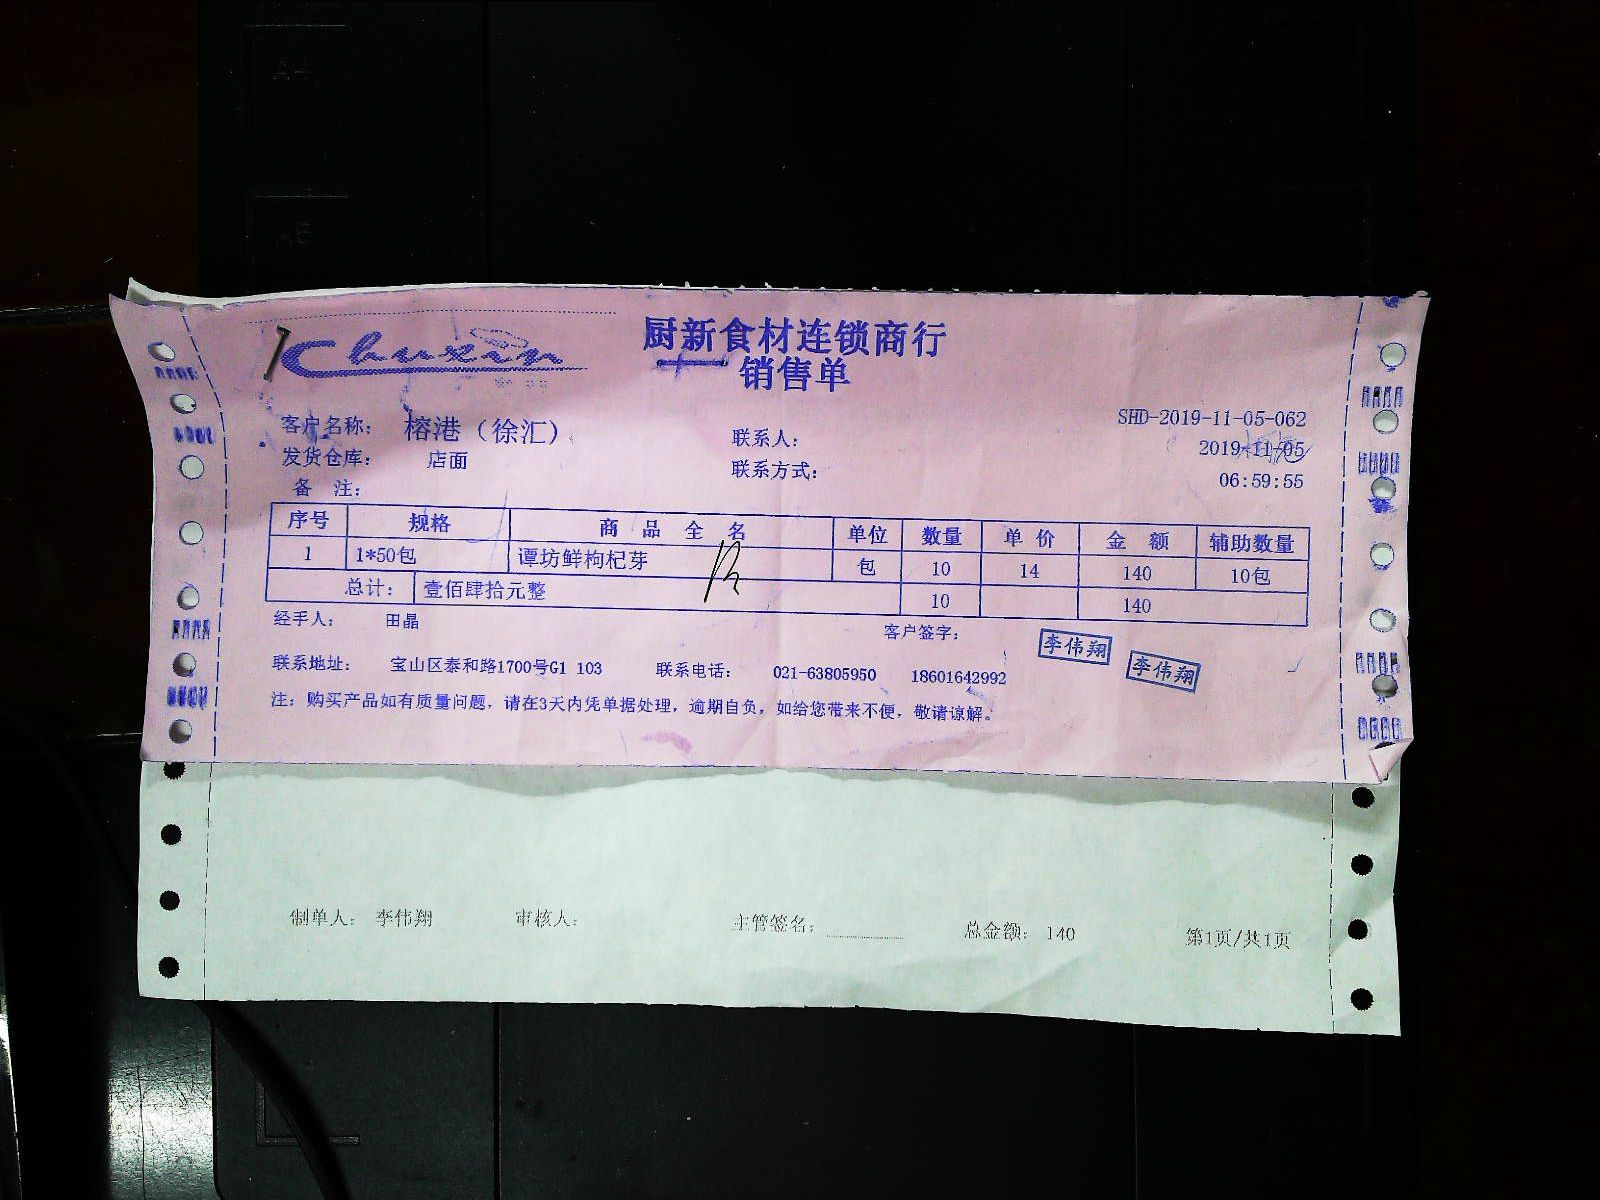 Chuxin
厨新食材连锁商行
销售单
客户名称： 榕港（徐汇） 联系人： SHD-2019-11-05-062
发货仓库： 店面 联系方式： 2019-11-05
备 注： 06:59:55
序号 规格 商 品 全 名 单位 数量 单 价 金 额 辅助数量
1 1*50包 谭坊鲜枸杞芽 包 10 14 140 10包
总计： 壹佰肆拾元整 10 140
经手人： 田晶 客户签字： 李伟翔 李伟翔
联系地址： 宝山区泰和路1700号G1 103 联系电话： 021-63805950 18601642992
注：购买产品如有质量问题，请在3天内凭单据处理，逾期自负，如给您带来不便，敬请谅解。
制单人： 李伟翔 审核人： 主管签名： 总金额： 140 第1页/共1页